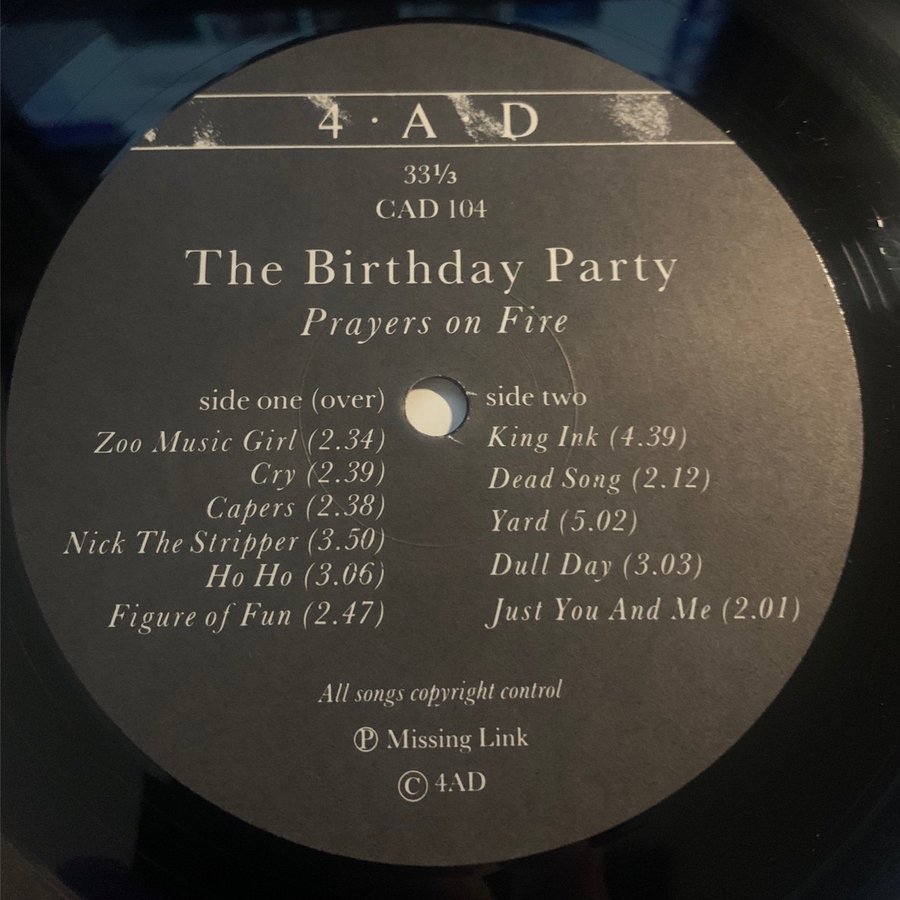 4·A·D
33⅓
CAD 104
The Birthday Party
Prayers on Fire
side one (over)
Zoo Music Girl (2.34)
Cry (2.39)
Capers (2.38)
Nick The Stripper (3.50)
Ho Ho (3.06)
Figure of Fun (2.47)
side two
King Ink (4.39)
Dead Song (2.12)
Yard (5.02)
Dull Day (3.03)
Just You And Me (2.01)
All songs copyright control
℗ Missing Link
© 4AD